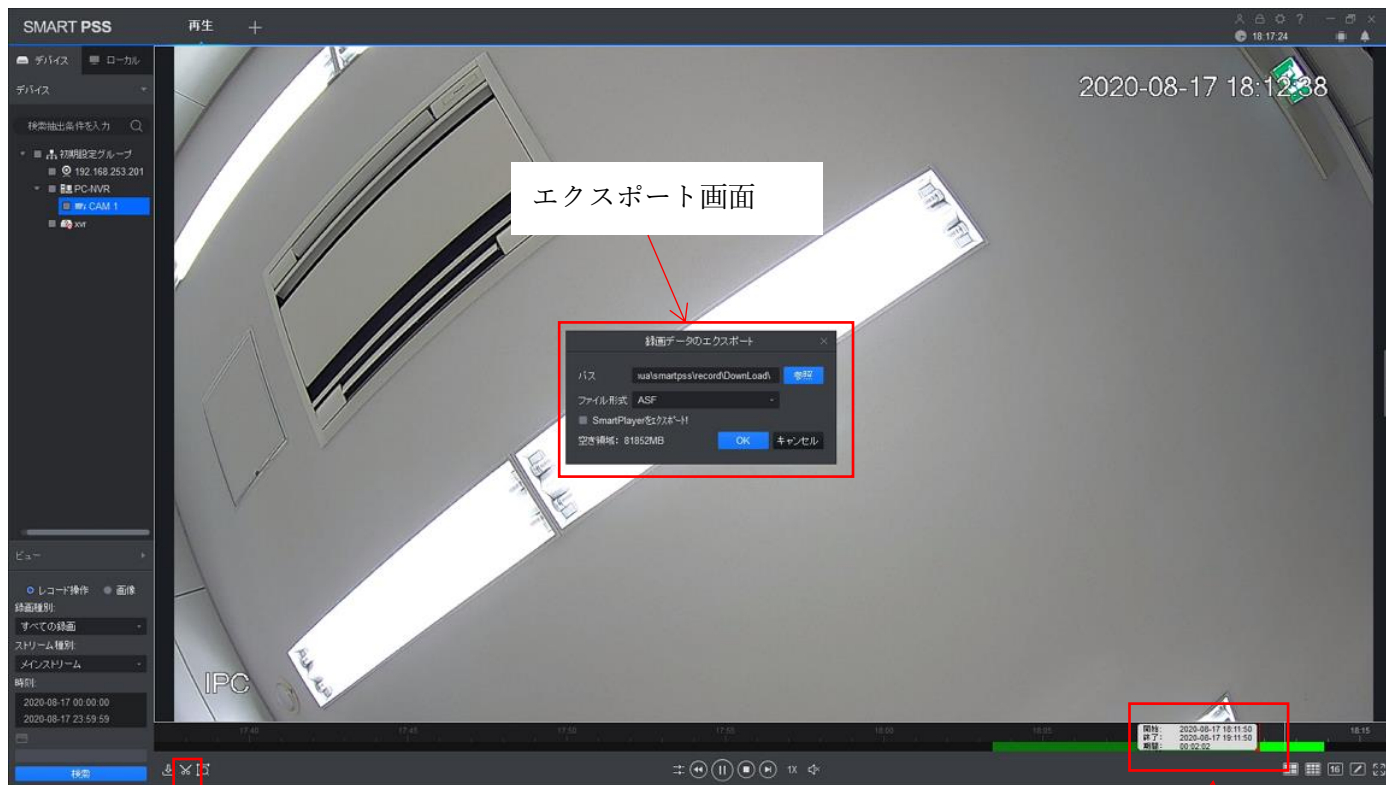 SMART PSS
再生
+
?
18:17:24
デバイス
ローカル
デバイス
2020-08-17 18:12:38
検索抽出条件を入力
初期設定グループ
192.168.253.201
PC-NVR
CAM 1
xvr
エクスポート画面
録画データのエクスポート
パス
\smartpss\record\DownLoad\
参照
ファイル形式 ASF
SmartPlayerをエクスポート!
空き領域: 81852MB
OK
キャンセル
ビュー
レコード操作
画像
録画種別:
すべての録画
ストリーム種別:
メインストリーム
時刻:
2020-08-17 00:00:00
2020-08-17 23:59:59
検索
IPC
17:40
17:45
17:50
17:55
18:00
18:05
18:15
開始: 2020-08-17 18:11:50
終了: 2020-08-17 19:11:50
期間: 00:02:02
1X
16